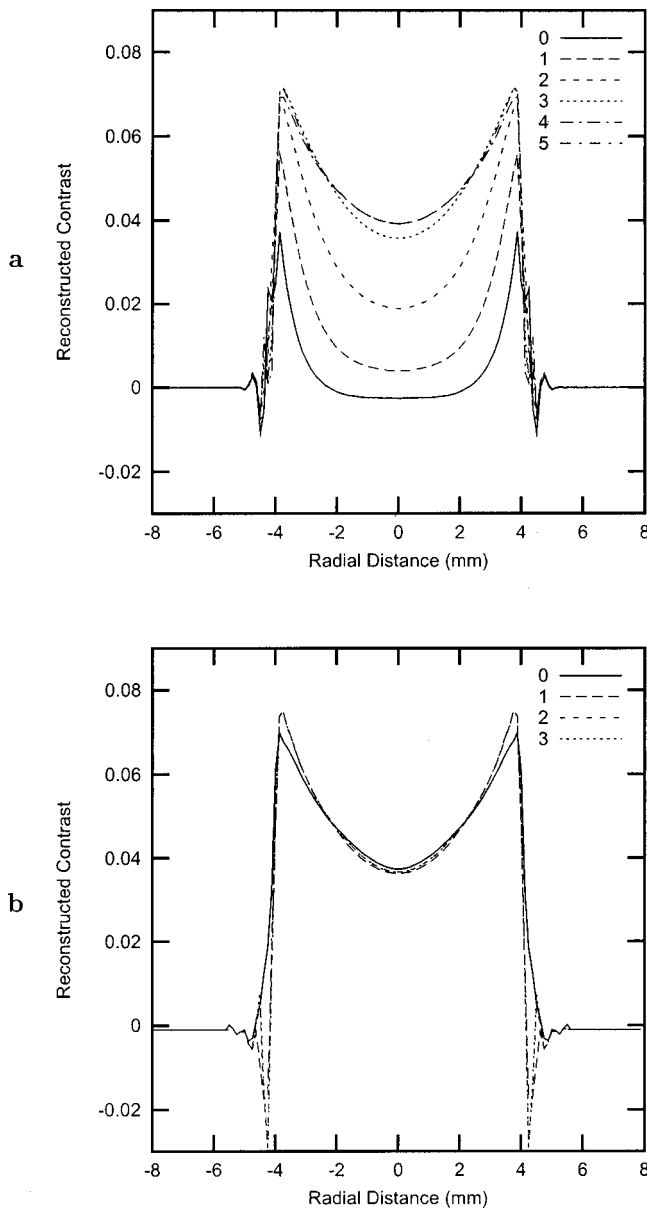 a
Reconstructed Contrast
0.08
0.06
0.04
0.02
0
-0.02
-8 -6 -4 -2 0 2 4 6 8
Radial Distance (mm)
0
1
2
3
4
5
b
Reconstructed Contrast
0.08
0.06
0.04
0.02
0
-0.02
-8 -6 -4 -2 0 2 4 6 8
Radial Distance (mm)
0
1
2
3